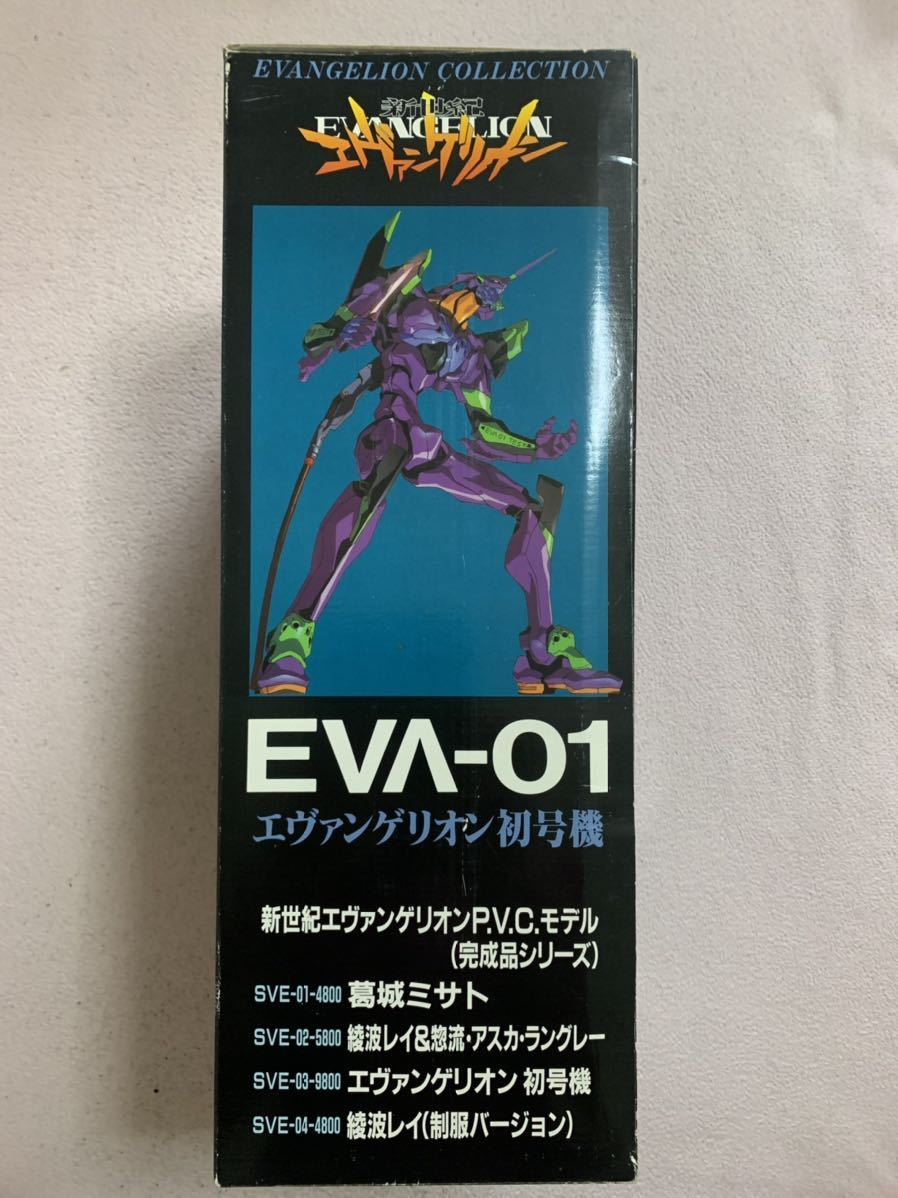 EVANGELION COLLECTION
新世紀
EVANGELION
エヴァンゲリオン
EVA 01 TEST
EVA-01
エヴァンゲリオン初号機
新世紀エヴァンゲリオンP.V.C.モデル
(完成品シリーズ)
SVE-01-4800 葛城ミサト
SVE-02-5800 綾波レイ&惣流・アスカ・ラングレー
SVE-03-9800 エヴァンゲリオン 初号機
SVE-04-4800 綾波レイ(制服バージョン)